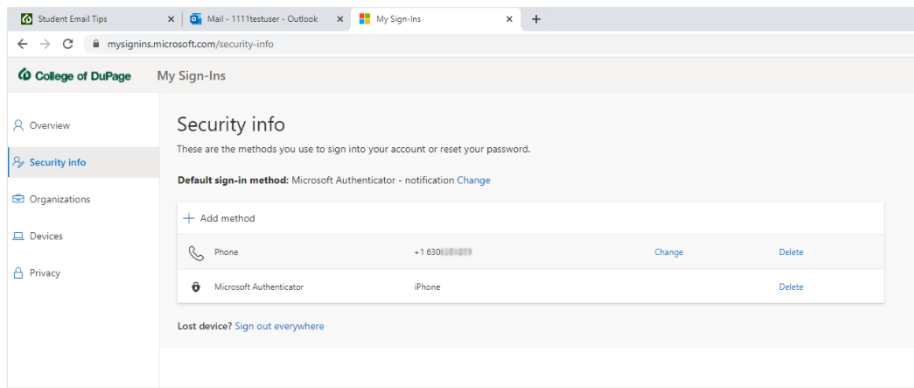 Student Email Tips
Mail - 1111testuser - Outlook
My Sign-Ins
mysignins.microsoft.com/security-info
College of DuPage
My Sign-Ins
Overview
Security info
Organizations
Devices
Privacy
Security info
These are the methods you use to sign into your account or reset your password.
Default sign-in method: Microsoft Authenticator - notification Change
Add method
Phone +1 630 Change Delete
Microsoft Authenticator iPhone Delete
Lost device? Sign out everywhere